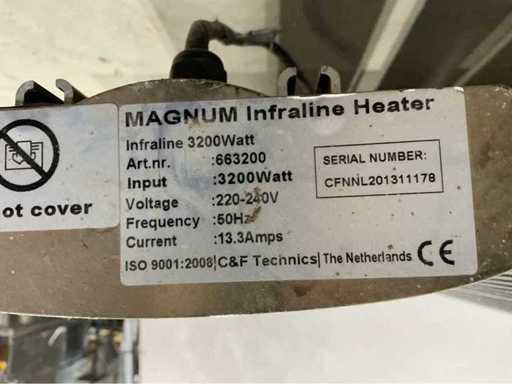 MAGNUM Infraline Heater
Infraline 3200Watt
Art.nr. :663200
Input :3200Watt
Voltage :220-240V
Frequency :50Hz
Current :13.3Amps
SERIAL NUMBER:
CFNNL201311178
ISO 9001:2008|C&F Technics|The Netherlands CE
ot cover